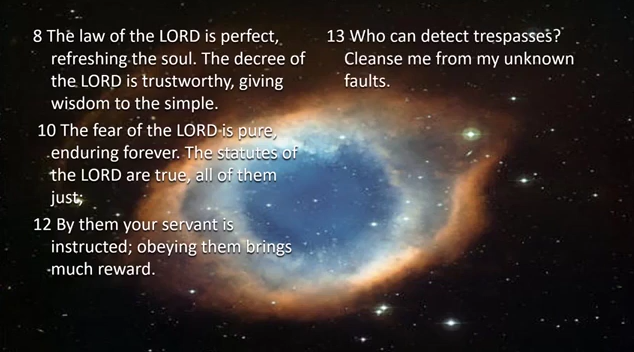 8 The law of the LORD is perfect,
refreshing the soul. The decree of
the LORD is trustworthy, giving
wisdom to the simple.
10 The fear of the LORD is pure,
enduring forever. The statutes of
the LORD are true, all of them
just;
12 By them your servant is
instructed; obeying them brings
much reward.
13 Who can detect trespasses?
Cleanse me from my unknown
faults.